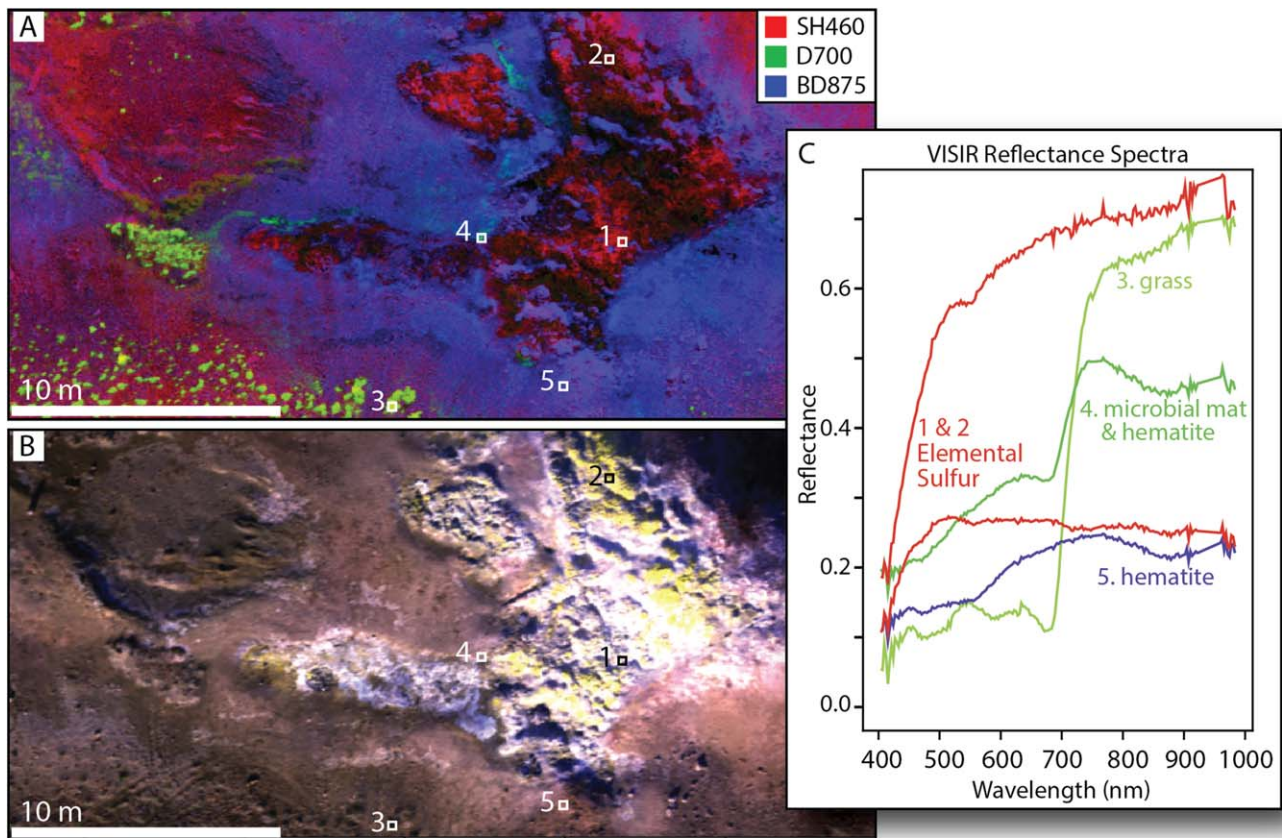 A
SH460
D700
BD875
2
4
1
5
3
10 m
B
2
4
1
5
3
10 m
C
VISIR Reflectance Spectra
Reflectance
0.6
0.4
0.2
0.0
3. grass
1 & 2
Elemental
Sulfur
4. microbial mat
& hematite
5. hematite
400 500 600 700 800 900 1000
Wavelength (nm)